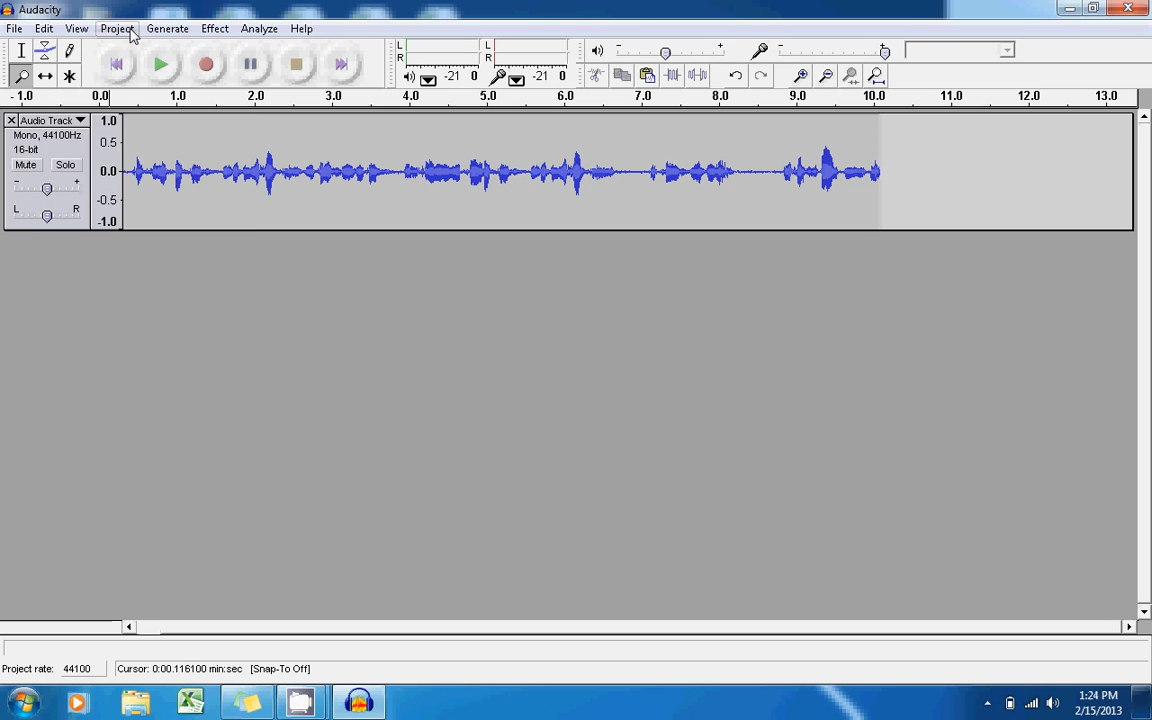 Audacity
File Edit View Project Generate Effect Analyze Help
L R -21 0 L R -21 0 - + - +
- 1.0 0.0 1.0 2.0 3.0 4.0 5.0 6.0 7.0 8.0 9.0 10.0 11.0 12.0 13.0
Audio Track
Mono, 44100Hz
16-bit
Mute Solo
- +
L R
1.0
0.5
0.0
-0.5
-1.0
Project rate: 44100 Cursor: 0:00.116100 min:sec [Snap-To Off]
1:24 PM
2/15/2013